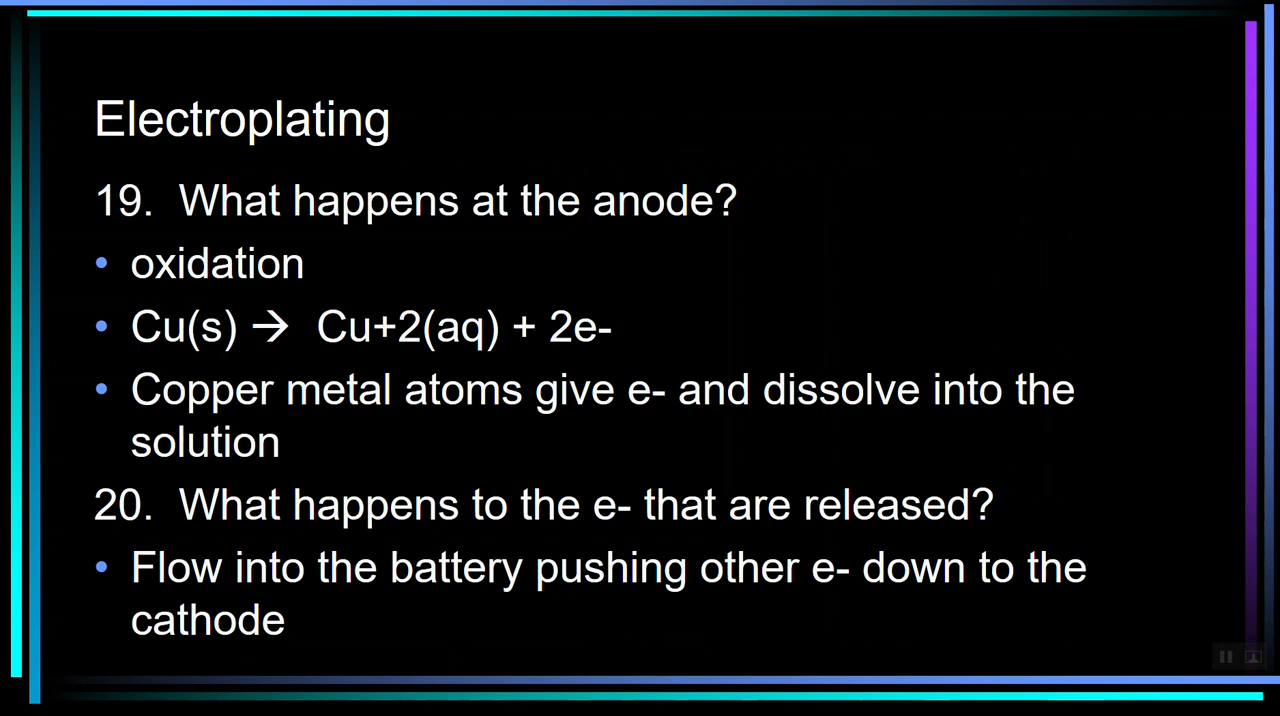 Electroplating
19.  What happens at the anode?
• oxidation
• Cu(s) →  Cu+2(aq) + 2e-
• Copper metal atoms give e- and dissolve into the
solution
20.  What happens to the e- that are released?
• Flow into the battery pushing other e- down to the
cathode